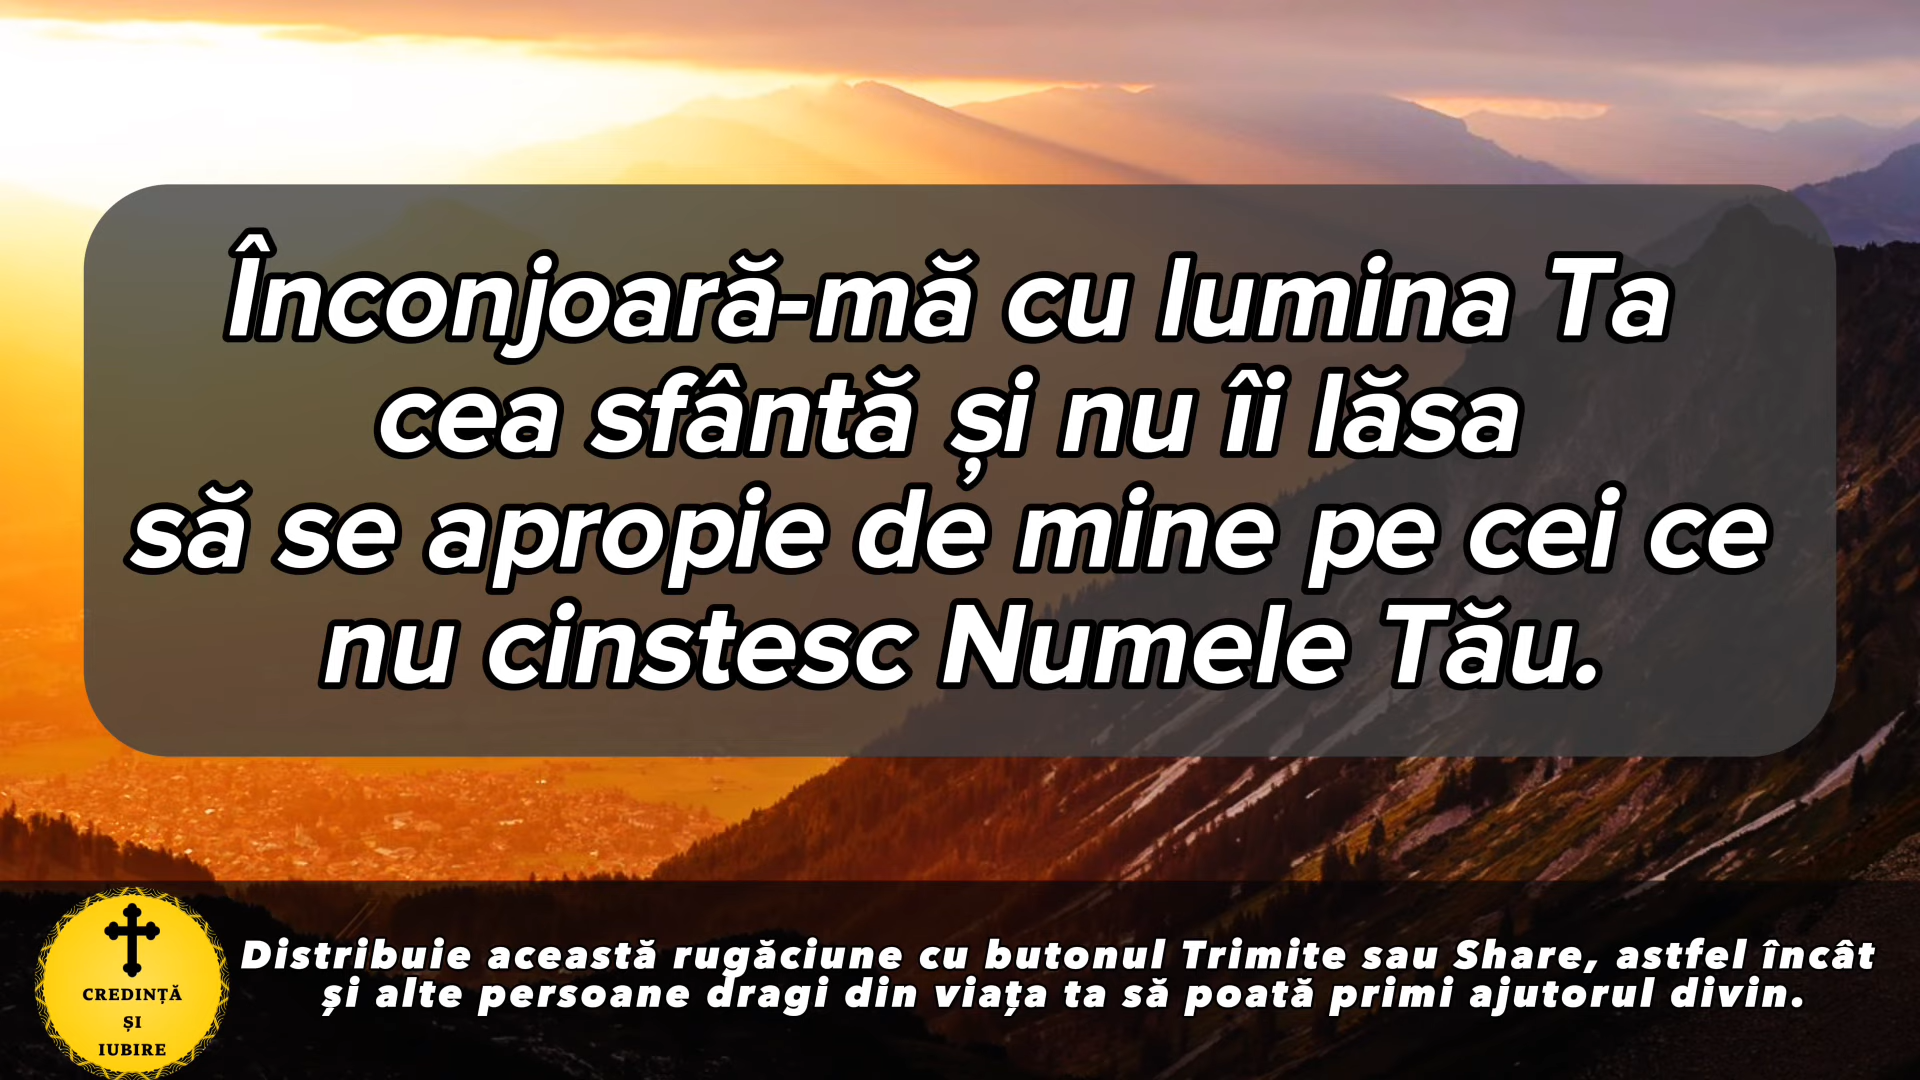 Înconjoară-mă cu lumina Ta
cea sfântă și nu îi lăsa
să se apropie de mine pe cei ce
nu cinstesc Numele Tău.
Distribuie această rugăciune cu butonul Trimite sau Share, astfel încât
și alte persoane dragi din viața ta să poată primi ajutorul divin.
CREDINȚĂ
ȘI
IUBIRE